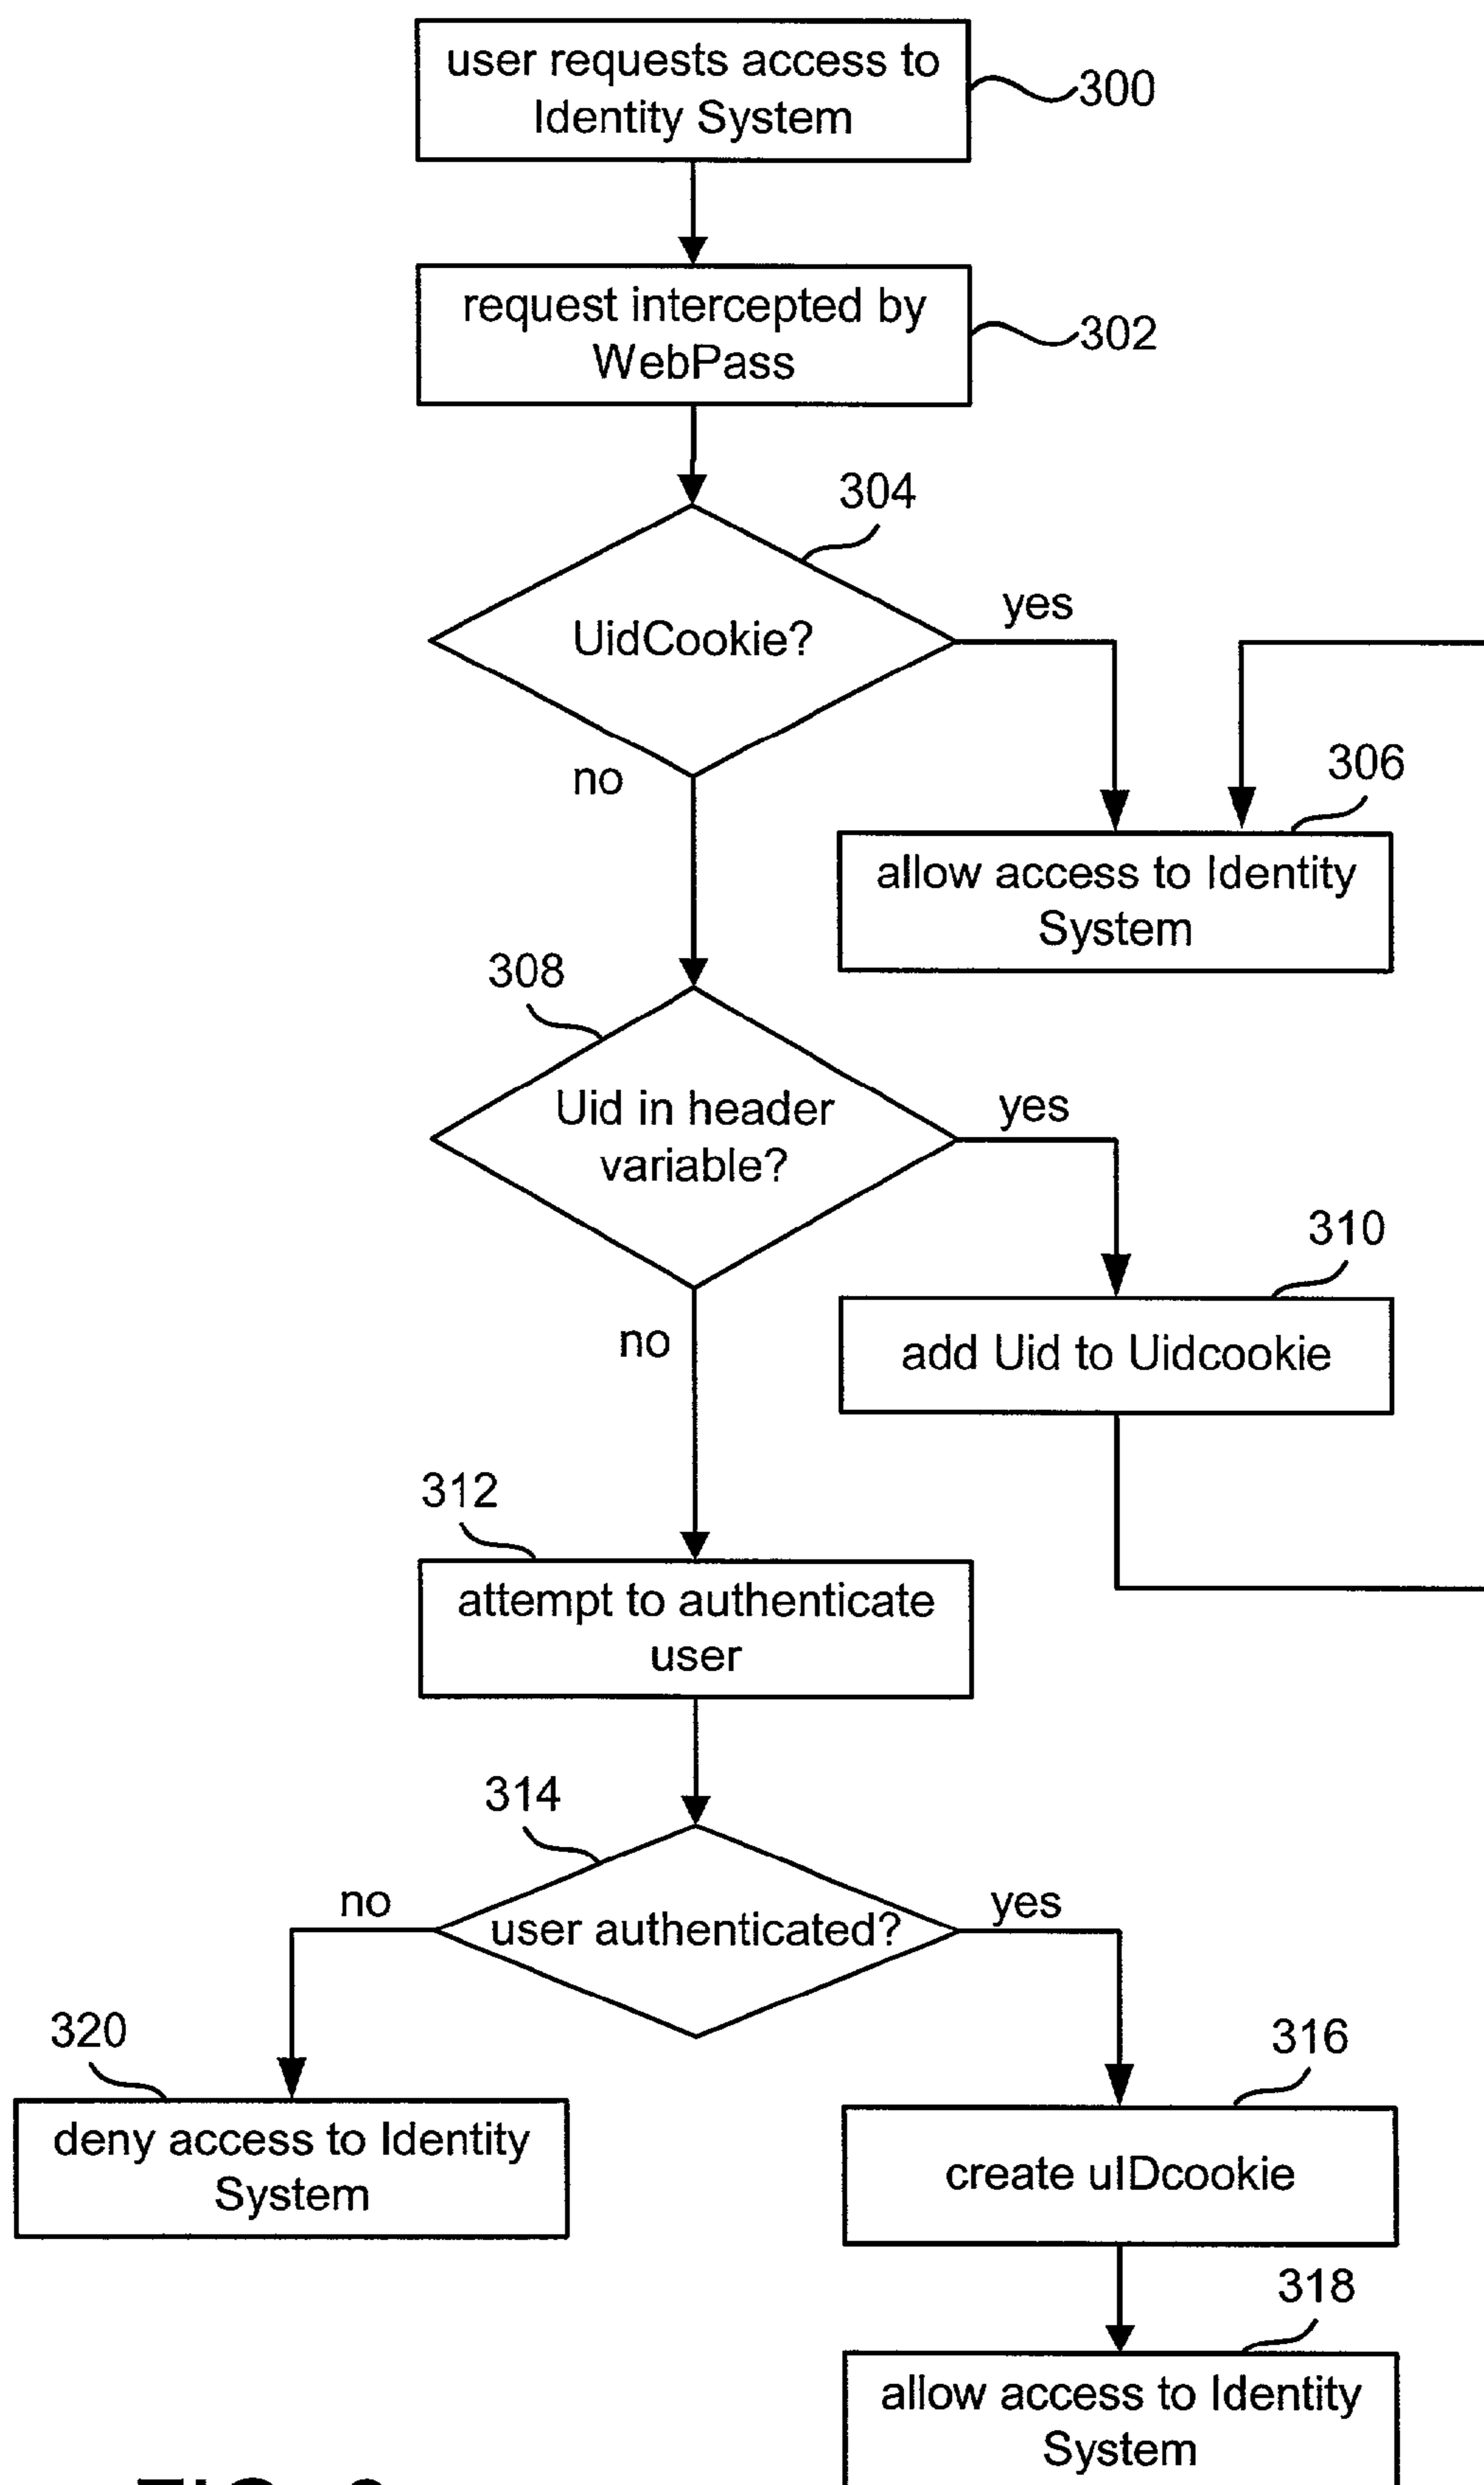 user requests access to
Identity System
300
request intercepted by
WebPass
302
304
UidCookie?
yes
no
306
allow access to Identity
System
308
Uid in header
variable?
yes
no
310
add Uid to Uidcookie
312
attempt to authenticate
user
314
user authenticated?
no
yes
320
deny access to Identity
System
316
create uIDcookie
318
allow access to Identity
System